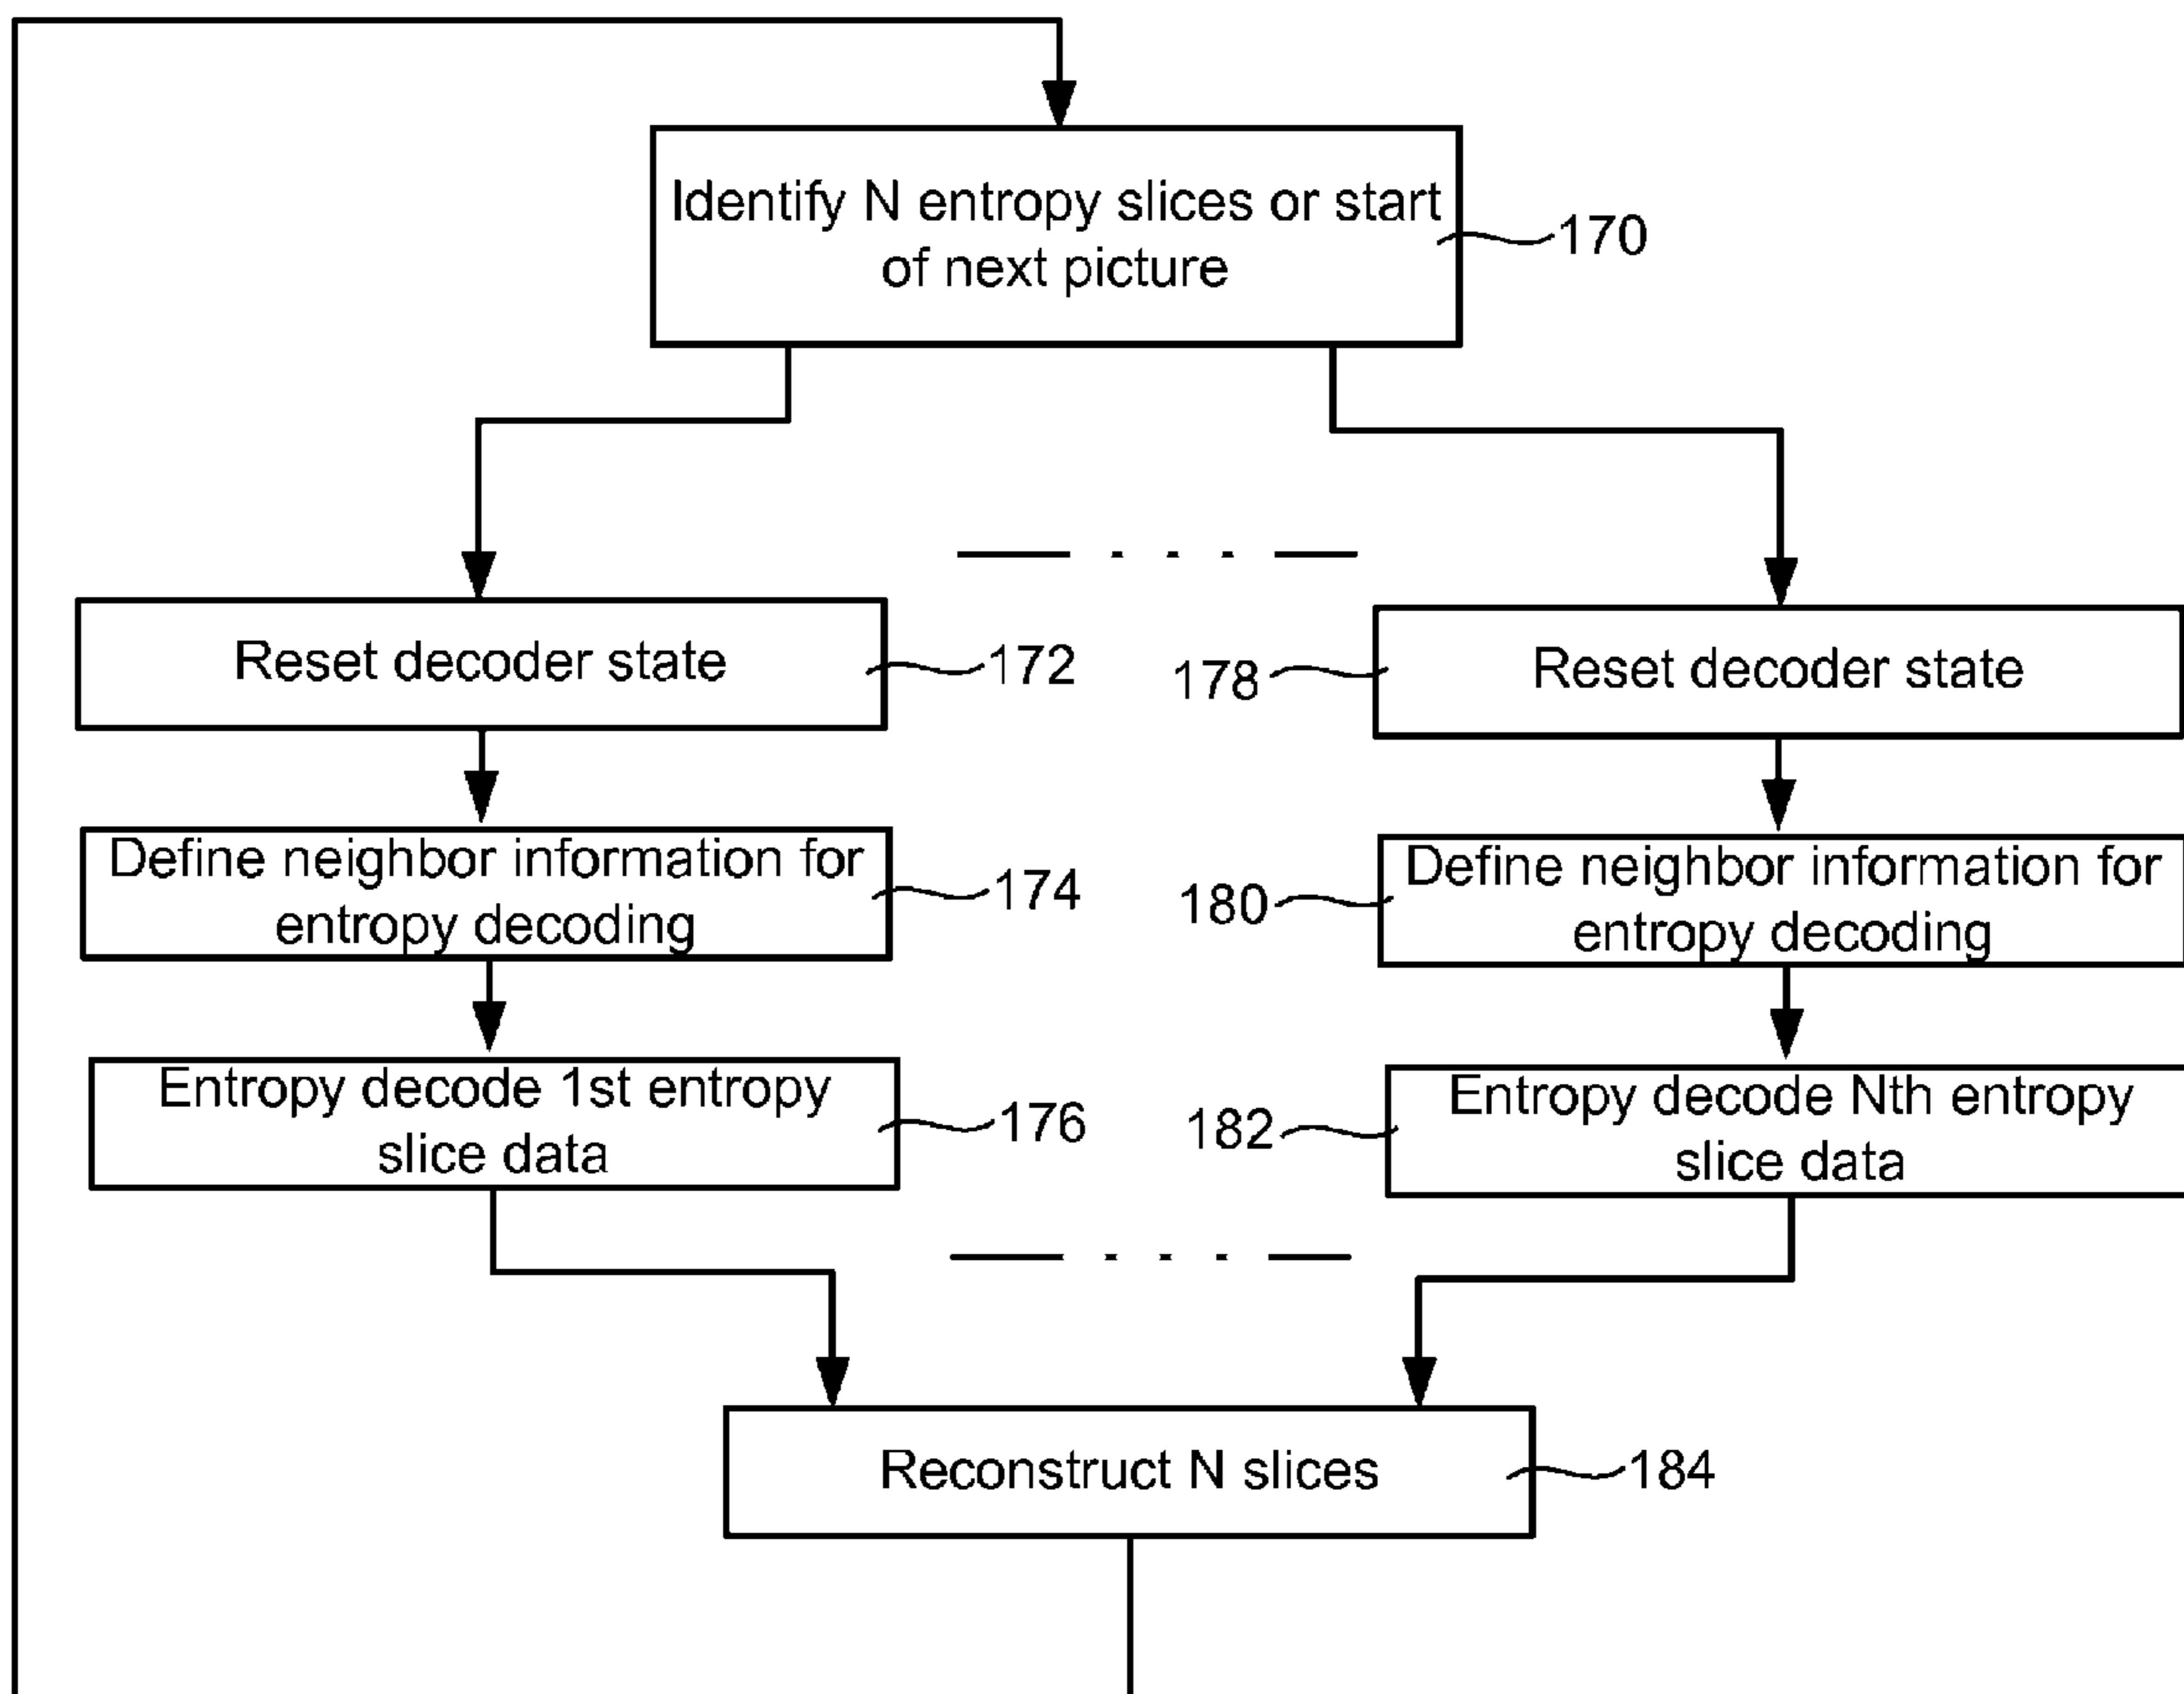 Identify N entropy slices or start
of next picture
170
Reset decoder state
172
178
Reset decoder state
Define neighbor information for
entropy decoding
174
180
Define neighbor information for
entropy decoding
Entropy decode 1st entropy
slice data
176
182
Entropy decode Nth entropy
slice data
Reconstruct N slices
184